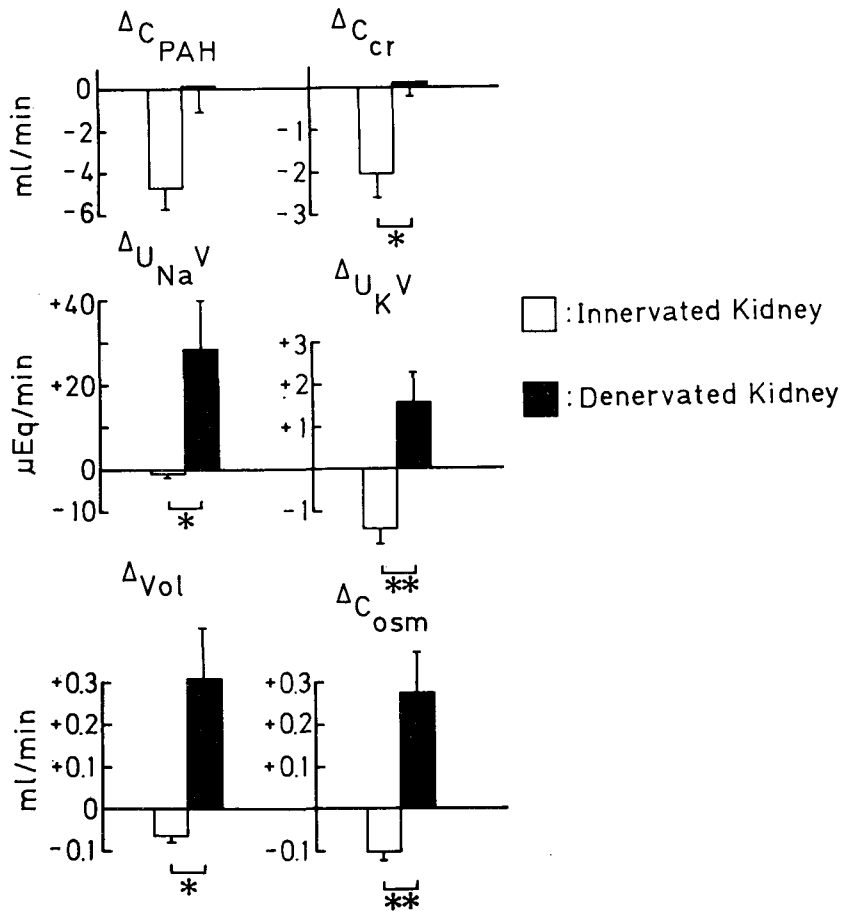 ΔC_PAH
ΔC_cr
ml/min
0
-2
-4
-6
-1
-2
-3
*
ΔU_Na V
ΔU_K V
µEq/min
+40
+20
0
-10
+3
+2
+1
-1
*
**
: Innervated Kidney
: Denervated Kidney
ΔVol
ΔC_osm
ml/min
+0.3
+0.2
+0.1
0
-0.1
+0.3
+0.2
+0.1
-0.1
*
**